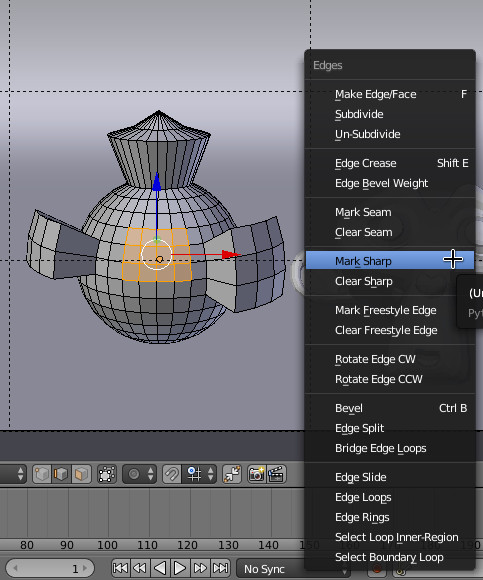 Edges
Make Edge/Face F
Subdivide
Un-Subdivide
Edge Crease Shift E
Edge Bevel Weight
Mark Seam
Clear Seam
Mark Sharp
Clear Sharp
(Un
Pyt
Mark Freestyle Edge
Clear Freestyle Edge
Rotate Edge CW
Rotate Edge CCW
Bevel Ctrl B
Edge Split
Bridge Edge Loops
Edge Slide
Edge Loops
Edge Rings
Select Loop Inner-Region
Select Boundary Loop
80 90 100 110 120 130 140
1
No Sync